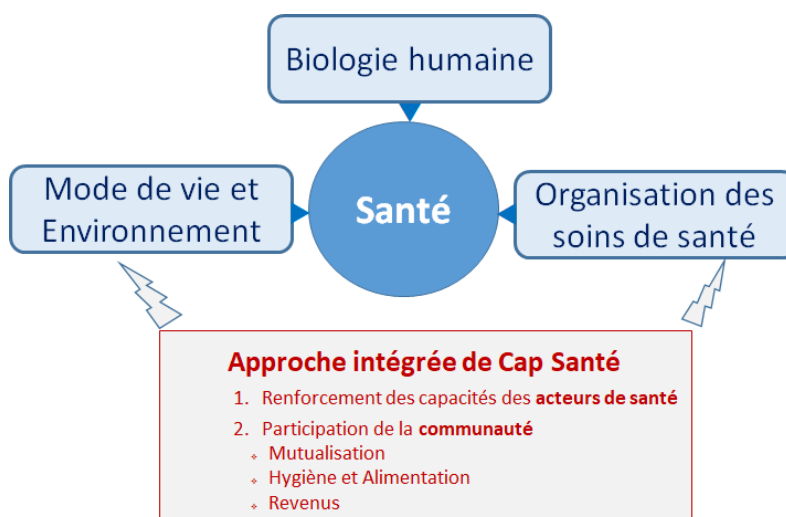 Biologie humaine
Mode de vie et
Environnement
Santé
Organisation des
soins de santé
Approche intégrée de Cap Santé
1. Renforcement des capacités des acteurs de santé
2. Participation de la communauté
Mutualisation
Hygiène et Alimentation
Revenus